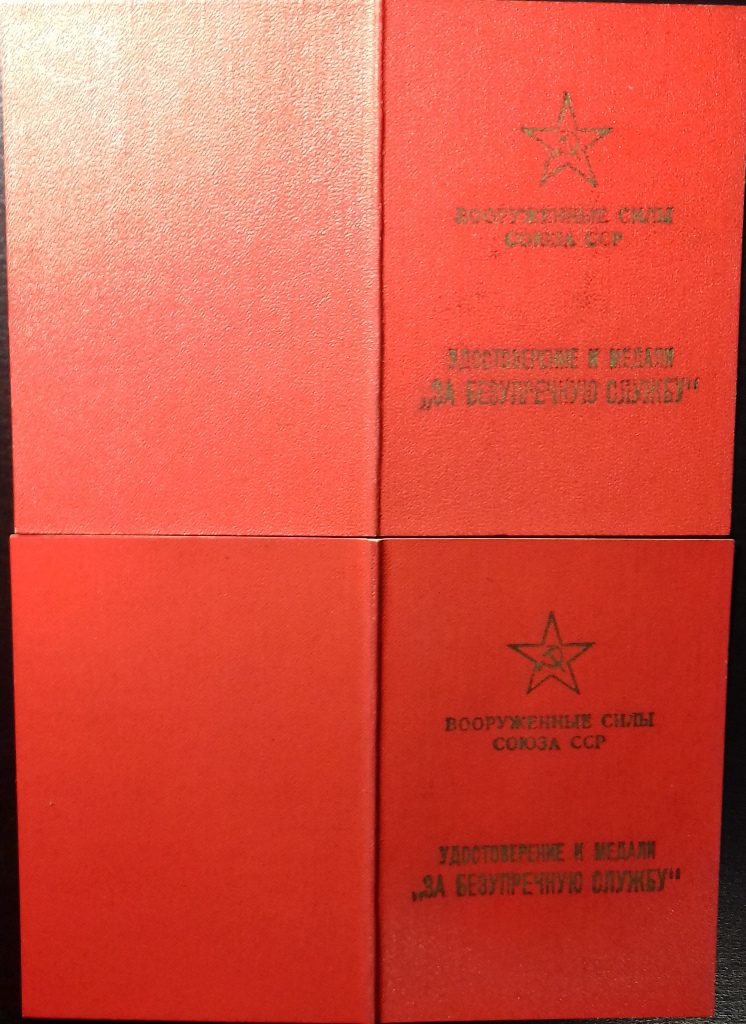 ВООРУЖЕННЫЕ СИЛЫ
СОЮЗА ССР
УДОСТОВЕРЕНИЕ К МЕДАЛИ
„ЗА БЕЗУПРЕЧНУЮ СЛУЖБУ“
ВООРУЖЕННЫЕ СИЛЫ
СОЮЗА ССР
УДОСТОВЕРЕНИЕ К МЕДАЛИ
„ЗА БЕЗУПРЕЧНУЮ СЛУЖБУ“